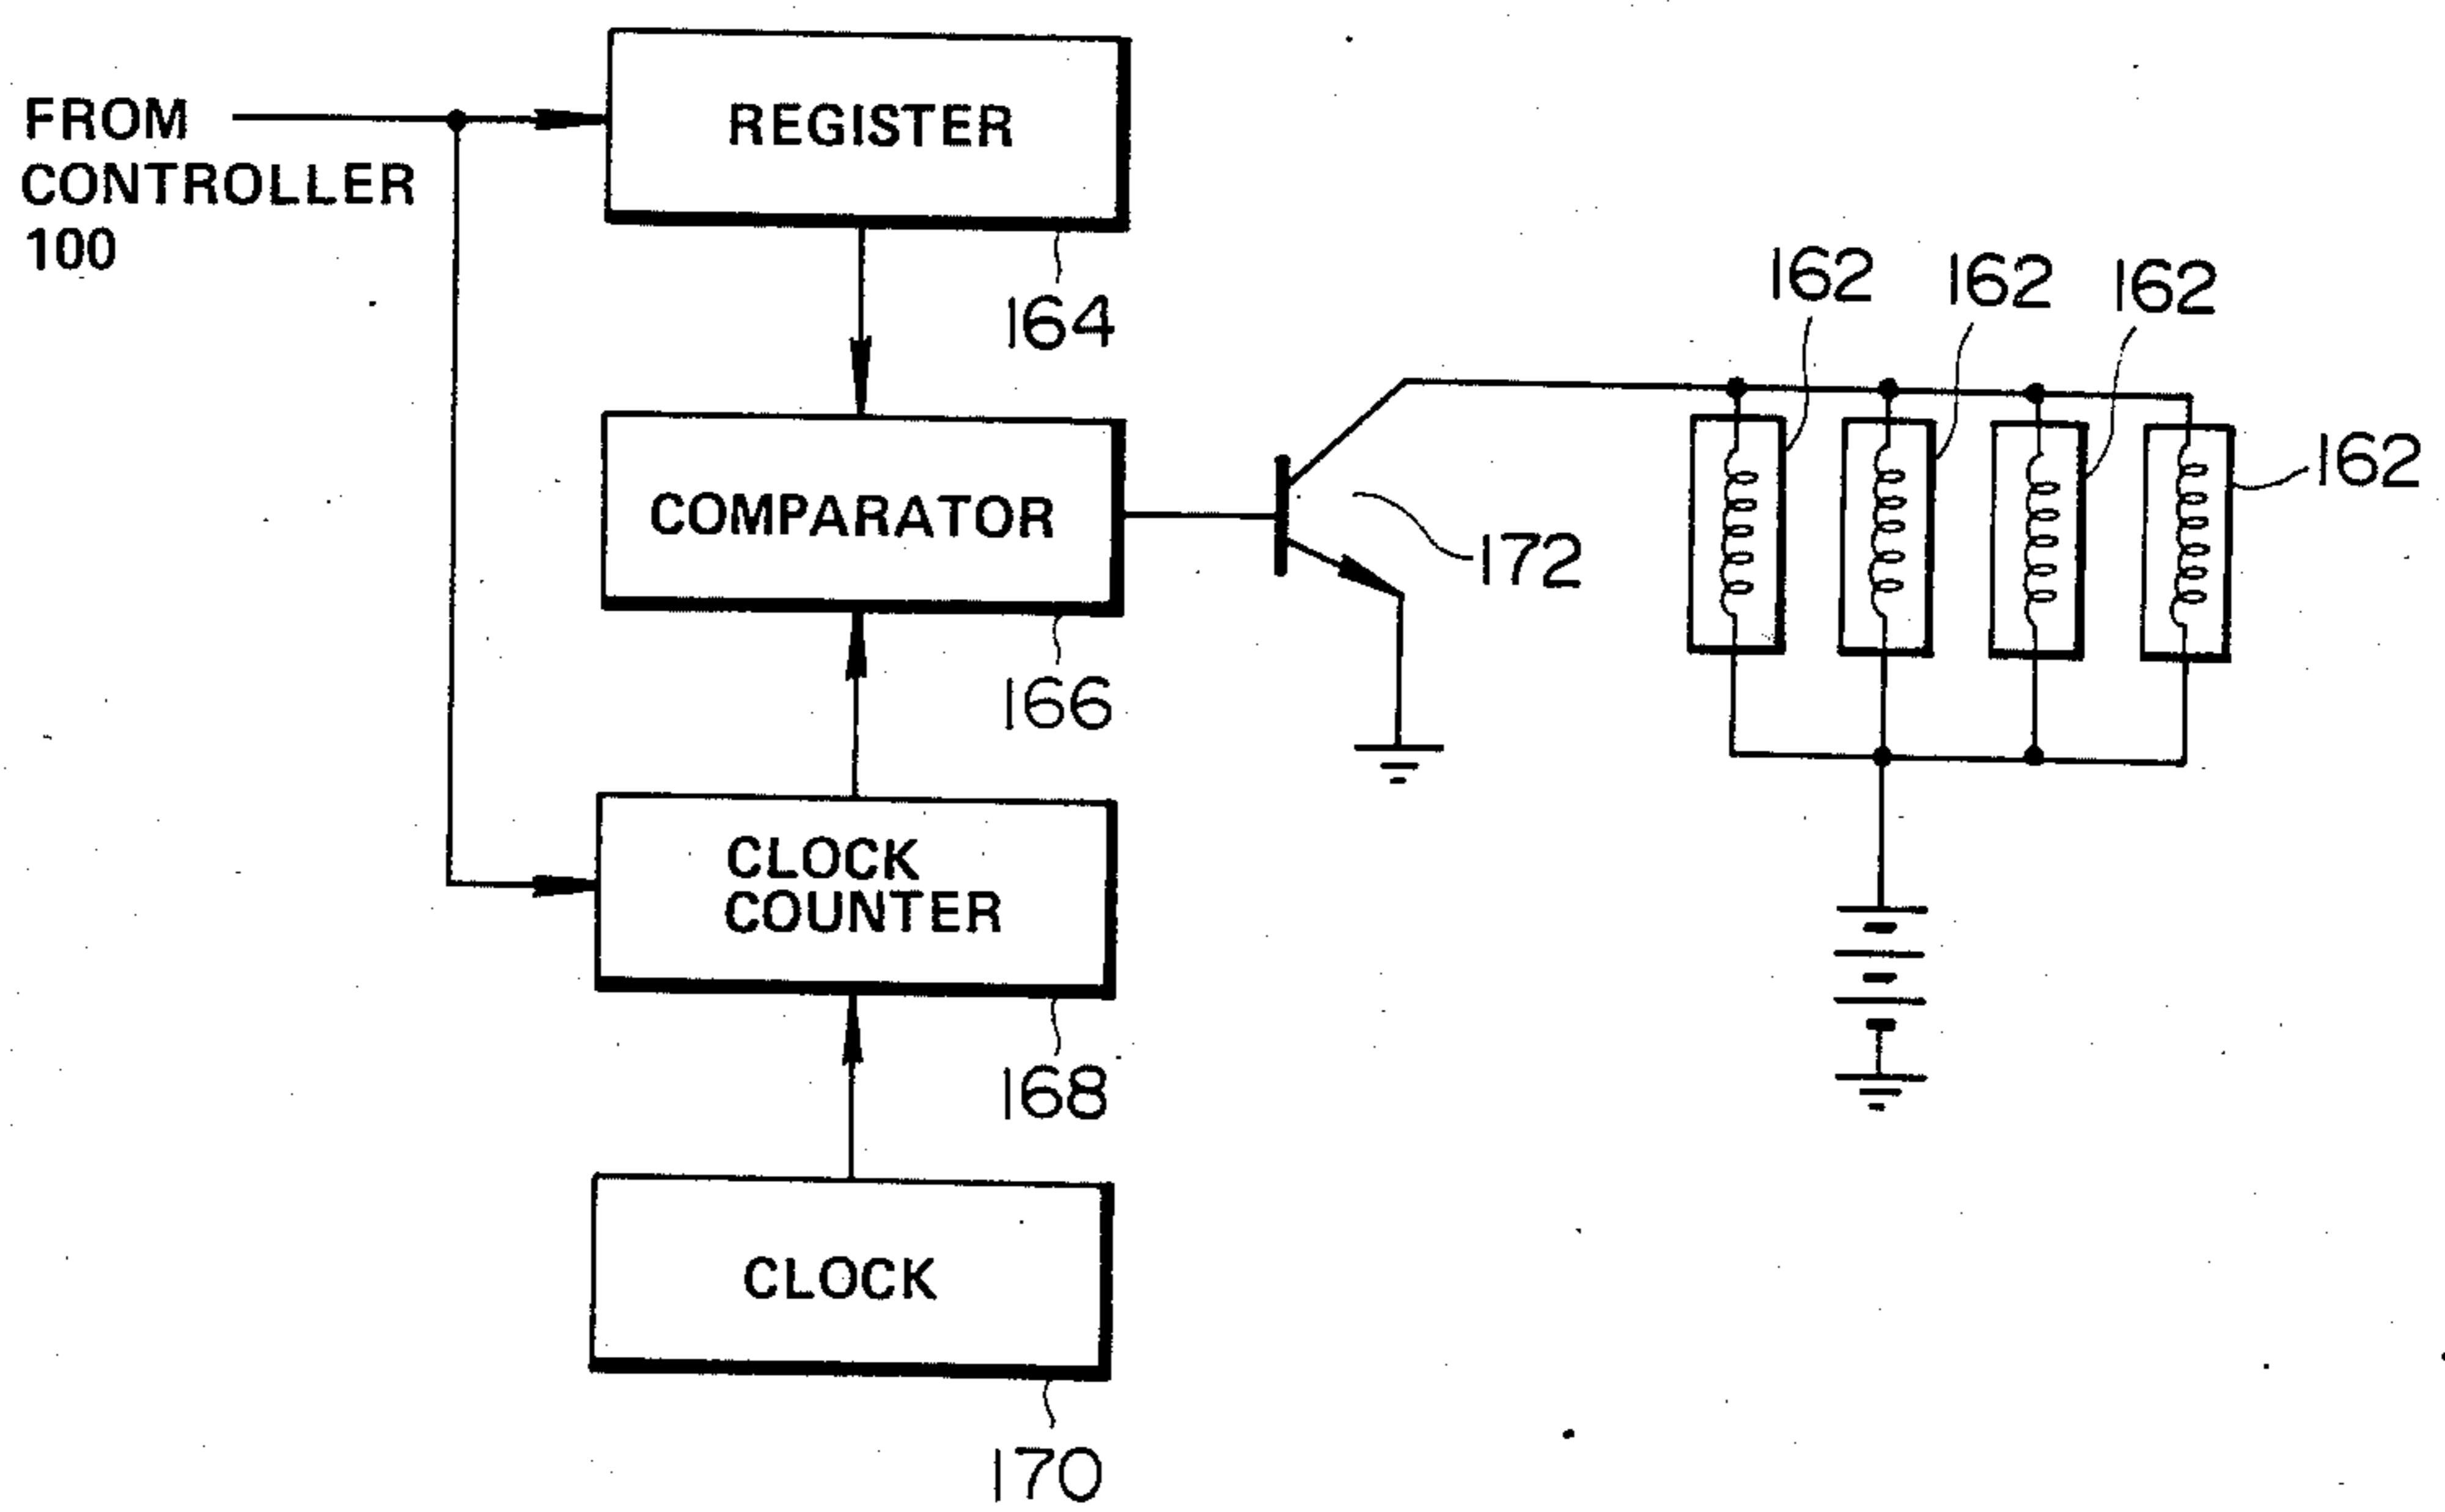 FROM
CONTROLLER
100
REGISTER
164
COMPARATOR
166
172
162
162
162
162
CLOCK
COUNTER
168
CLOCK
170